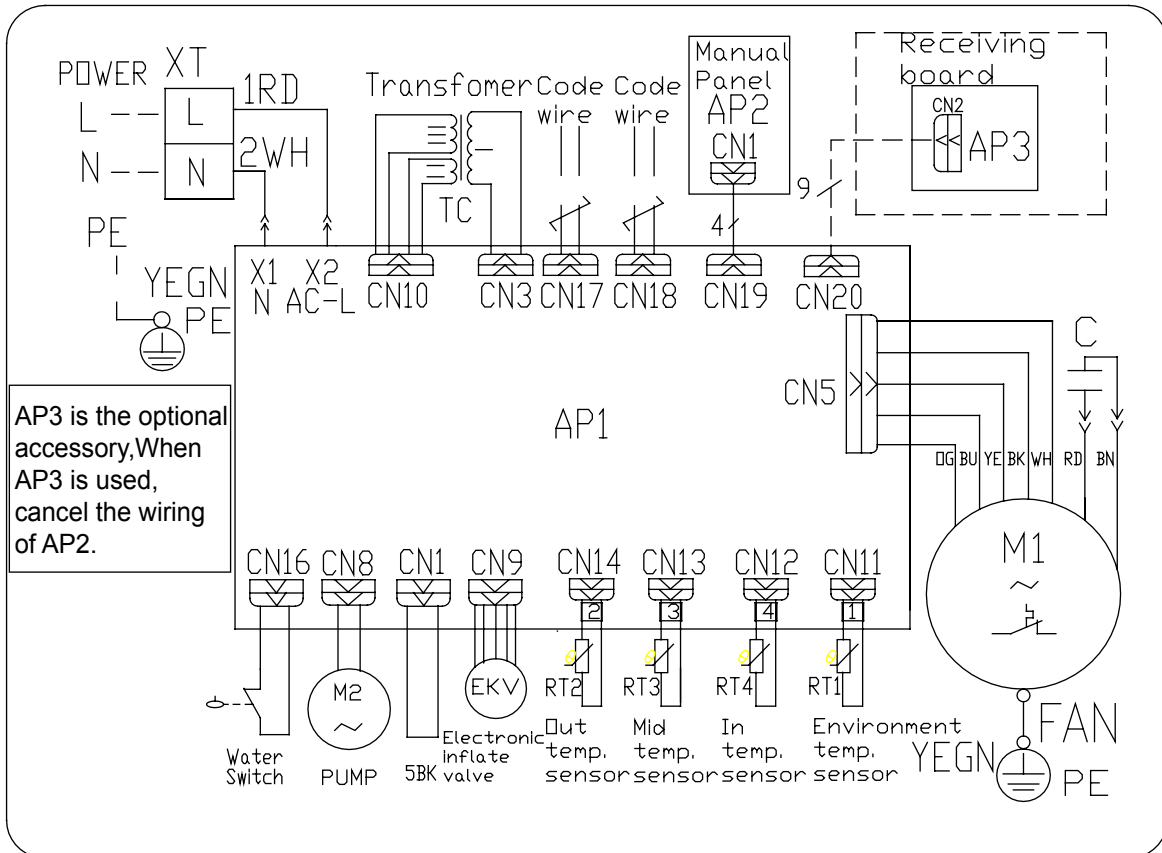 POWER XT
L L 1RD
N N 2WH
PE
YEGN
PE
Transfomer
TC
Code
wire
Code
wire
Manual
Panel
AP2
CN1
4
Receiving
board
CN2
AP3
9
X1 X2
N AC-L
CN10 CN3 CN17 CN18 CN19 CN20
CN5
C
AP1
OG BU YE BK WH RD BN
AP3 is the optional
accessory,When
AP3 is used,
cancel the wiring
of AP2.
M1
~
FAN
YEGN
PE
CN16 CN8 CN1 CN9 CN14 CN13 CN12 CN11
2 3 4 1
θ θ θ θ
RT2 RT3 RT4 RT1
M2
~
EKV
Water
Switch
PUMP
5BK
Electronic
inflate
valve
Out
temp.
sensor
Mid
temp.
sensor
In
temp.
sensor
Environment
temp.
sensor